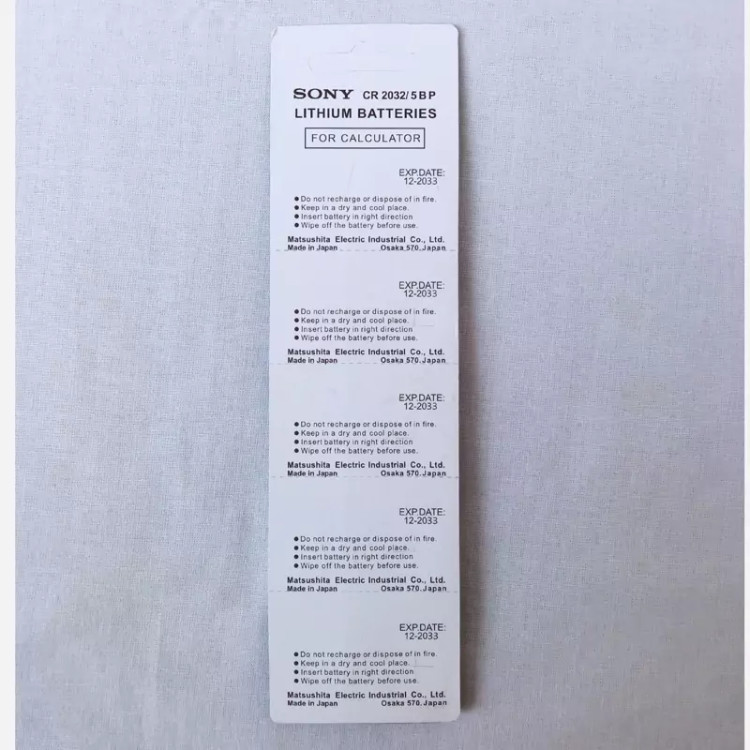 SONY CR 2032/5BP
LITHIUM BATTERIES
FOR CALCULATOR
EXP.DATE:
12-2033
● Do not recharge or dispose of in fire.
● Keep in a dry and cool place.
● Insert battery in right direction
● Wipe off the battery before use.
Matsushita Electric Industrial Co., Ltd.
Made in Japan Osaka 570.Japan
EXP.DATE:
12-2033
● Do not recharge or dispose of in fire.
● Keep in a dry and cool place.
● Insert battery in right direction
● Wipe off the battery before use.
Matsushita Electric Industrial Co., Ltd.
Made in Japan Osaka 570.Japan
EXP.DATE:
12-2033
● Do not recharge or dispose of in fire.
● Keep in a dry and cool place.
● Insert battery in right direction
● Wipe off the battery before use.
Matsushita Electric Industrial Co., Ltd.
Made in Japan Osaka 570.Japan
EXP.DATE:
12-2033
● Do not recharge or dispose of in fire.
● Keep in a dry and cool place.
● Insert battery in right direction
● Wipe off the battery before use.
Matsushita Electric Industrial Co., Ltd.
Made in Japan Osaka 570.Japan
EXP.DATE:
12-2033
● Do not recharge or dispose of in fire.
● Keep in a dry and cool place.
● Insert battery in right direction
● Wipe off the battery before use.
Matsushita Electric Industrial Co., Ltd.
Made in Japan Osaka 570.Japan